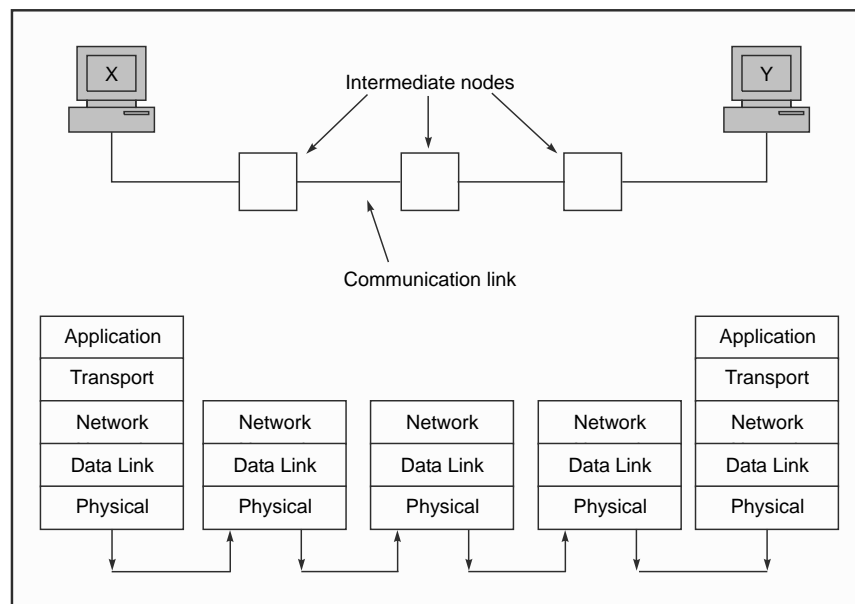 X
Y
Intermediate nodes
Communication link
Application
Application
Transport
Transport
Network
Network
Network
Network
Network
Data Link
Data Link
Data Link
Data Link
Data Link
Physical
Physical
Physical
Physical
Physical